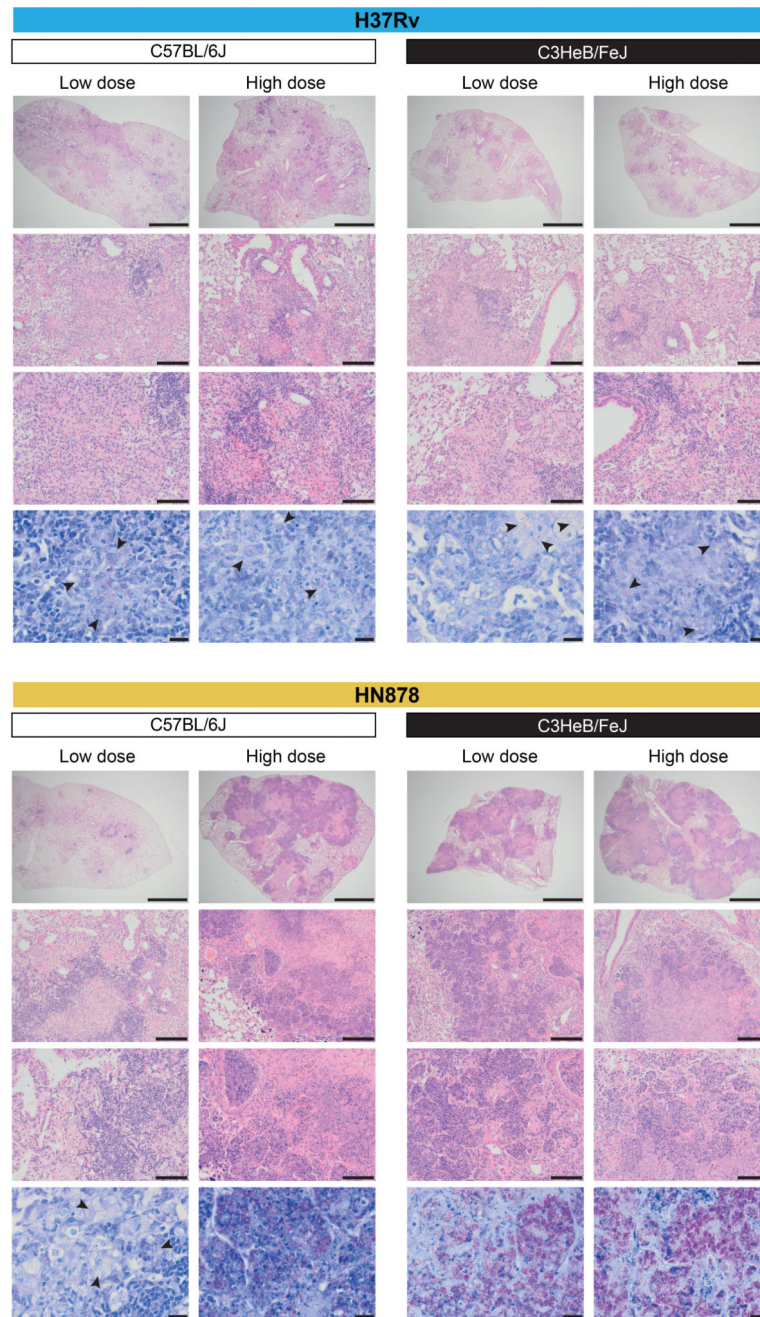 H37Rv
C57BL/6J
C3HeB/FeJ
Low dose
High dose
Low dose
High dose
HN878
C57BL/6J
C3HeB/FeJ
Low dose
High dose
Low dose
High dose